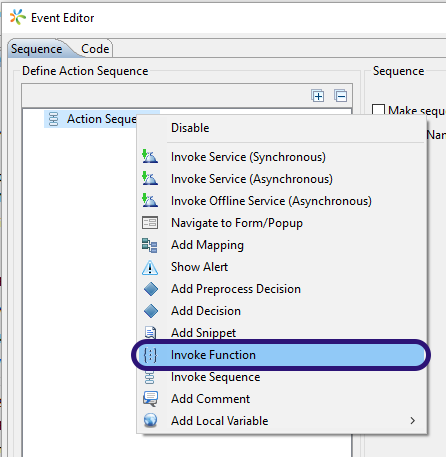 Event Editor
Sequence Code
Define Action Sequence
Sequence
Action Seque
Make sequ
Nan
Disable
Invoke Service (Synchronous)
Invoke Service (Asynchronous)
Invoke Offline Service (Asynchronous)
Navigate to Form/Popup
Add Mapping
Show Alert
Add Preprocess Decision
Add Decision
Add Snippet
Invoke Function
Invoke Sequence
Add Comment
Add Local Variable